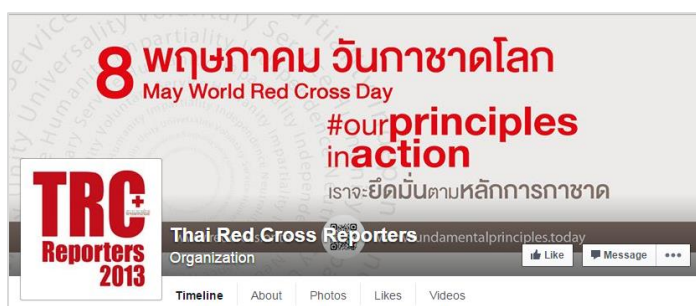 8 พฤษภาคม วันกาชาดโลก
May World Red Cross Day
#ourprinciples
inaction
เราจะยึดมั่นตามหลักการกาชาด
TRC
Reporters
2013
Thai Red Cross Reporters
fundamentalprinciples.today
Organization
Like
Message
Timeline About Photos Likes Videos